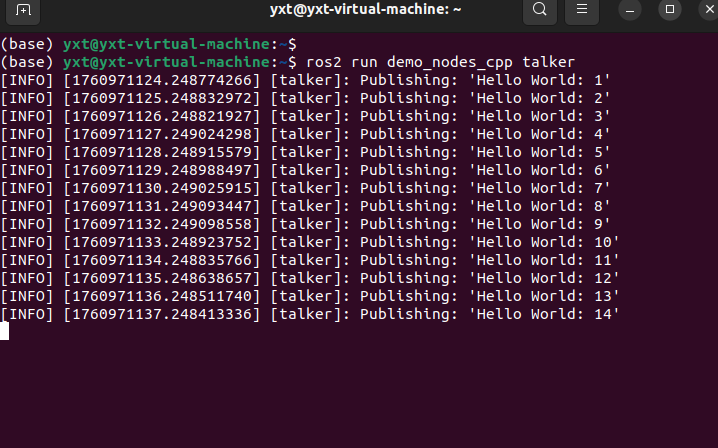 yxt@yxt-virtual-machine: ~
(base) yxt@yxt-virtual-machine:~$
(base) yxt@yxt-virtual-machine:~$ ros2 run demo_nodes_cpp talker
[INFO] [1760971124.248774266] [talker]: Publishing: 'Hello World: 1'
[INFO] [1760971125.248832972] [talker]: Publishing: 'Hello World: 2'
[INFO] [1760971126.248821927] [talker]: Publishing: 'Hello World: 3'
[INFO] [1760971127.249024298] [talker]: Publishing: 'Hello World: 4'
[INFO] [1760971128.248915579] [talker]: Publishing: 'Hello World: 5'
[INFO] [1760971129.248988497] [talker]: Publishing: 'Hello World: 6'
[INFO] [1760971130.249025915] [talker]: Publishing: 'Hello World: 7'
[INFO] [1760971131.249093447] [talker]: Publishing: 'Hello World: 8'
[INFO] [1760971132.249098558] [talker]: Publishing: 'Hello World: 9'
[INFO] [1760971133.248923752] [talker]: Publishing: 'Hello World: 10'
[INFO] [1760971134.248835766] [talker]: Publishing: 'Hello World: 11'
[INFO] [1760971135.248638657] [talker]: Publishing: 'Hello World: 12'
[INFO] [1760971136.248511740] [talker]: Publishing: 'Hello World: 13'
[INFO] [1760971137.248413336] [talker]: Publishing: 'Hello World: 14'